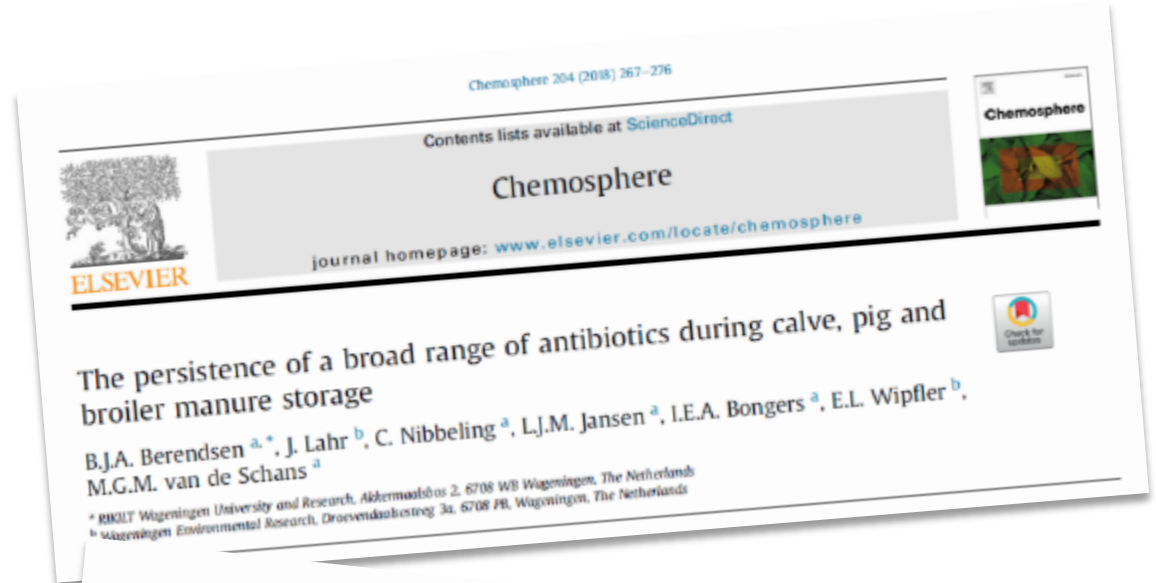 Chemosphere 204 (2018) 267–276
Contents lists available at ScienceDirect
Chemosphere
journal homepage: www.elsevier.com/locate/chemosphere
ELSEVIER
Chemosphere
Check for
updates
The persistence of a broad range of antibiotics during calve, pig and
broiler manure storage
B.J.A. Berendsen a, *, J. Lahr b, C. Nibbeling a, L.J.M. Jansen a, I.E.A. Bongers a, E.L. Wipfler b,
M.G.M. van de Schans a
a RIKILT Wageningen University and Research, Akkermaalsbos 2, 6708 WB Wageningen, The Netherlands
b Wageningen Environmental Research, Droevendaalsesteeg 3a, 6708 PB, Wageningen, The Netherlands